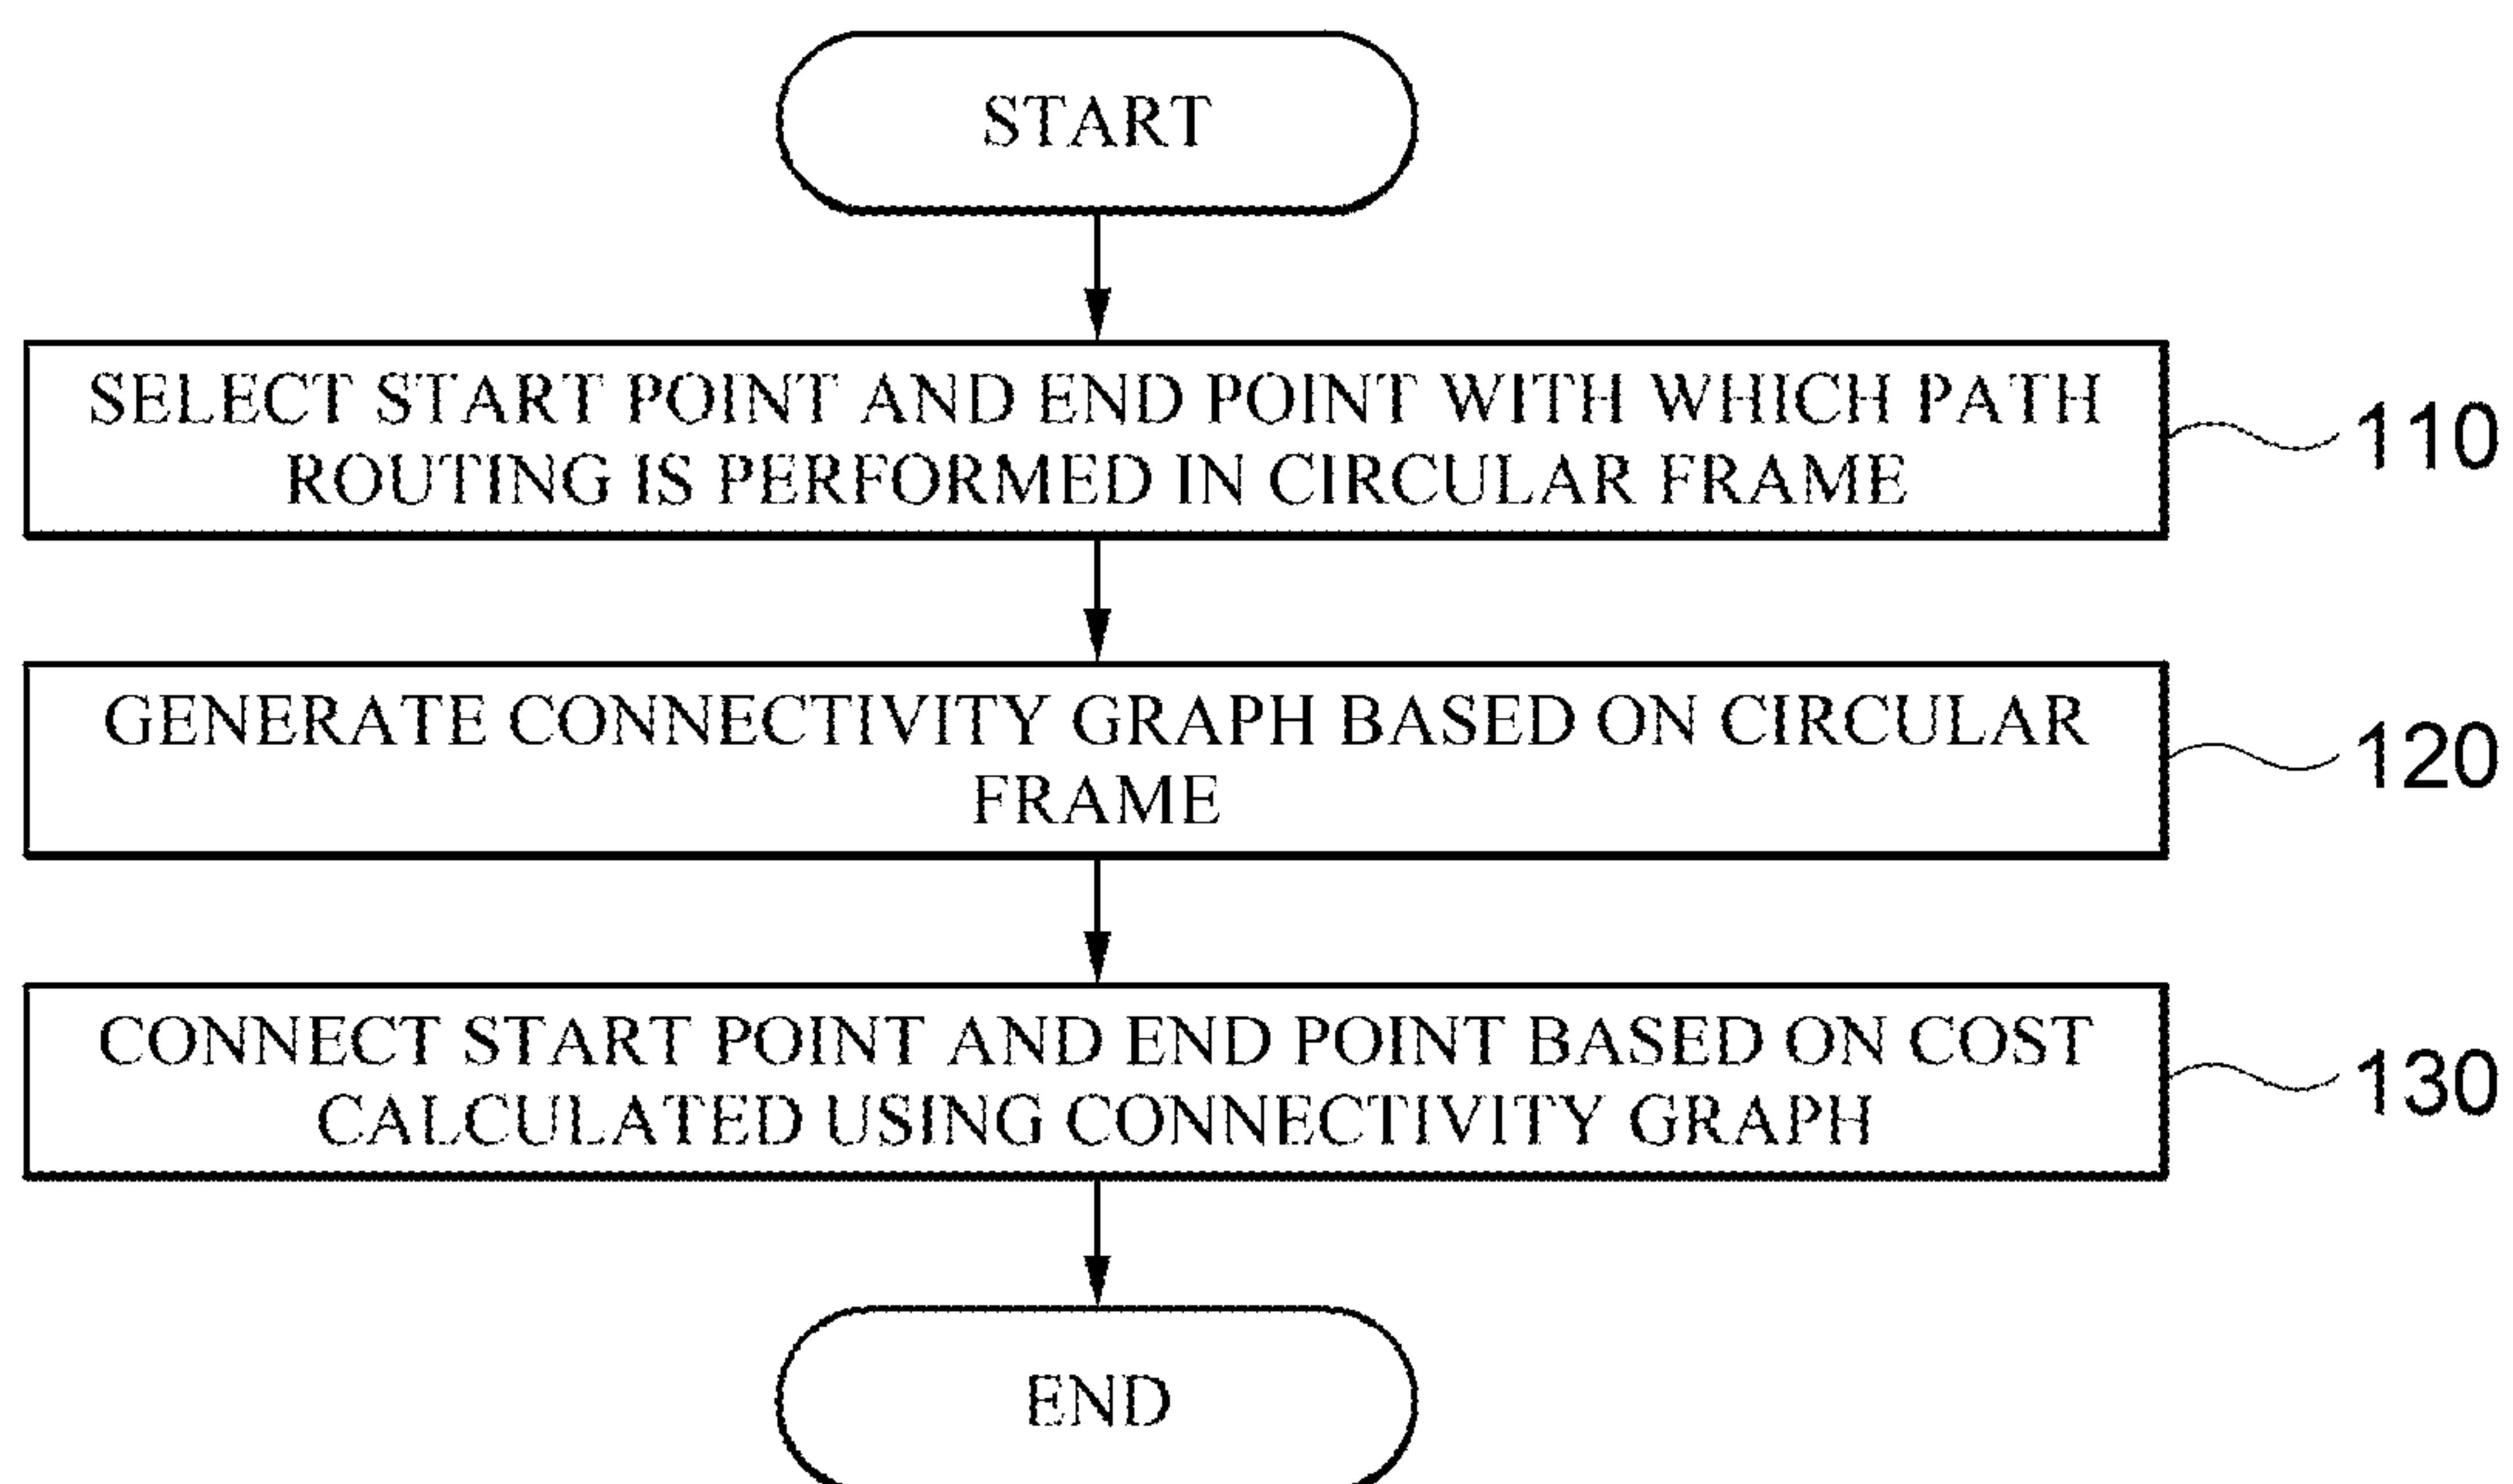 START
SELECT START POINT AND END POINT WITH WHICH PATH
ROUTING IS PERFORMED IN CIRCULAR FRAME
110
GENERATE CONNECTIVITY GRAPH BASED ON CIRCULAR
FRAME
120
CONNECT START POINT AND END POINT BASED ON COST
CALCULATED USING CONNECTIVITY GRAPH
130
END